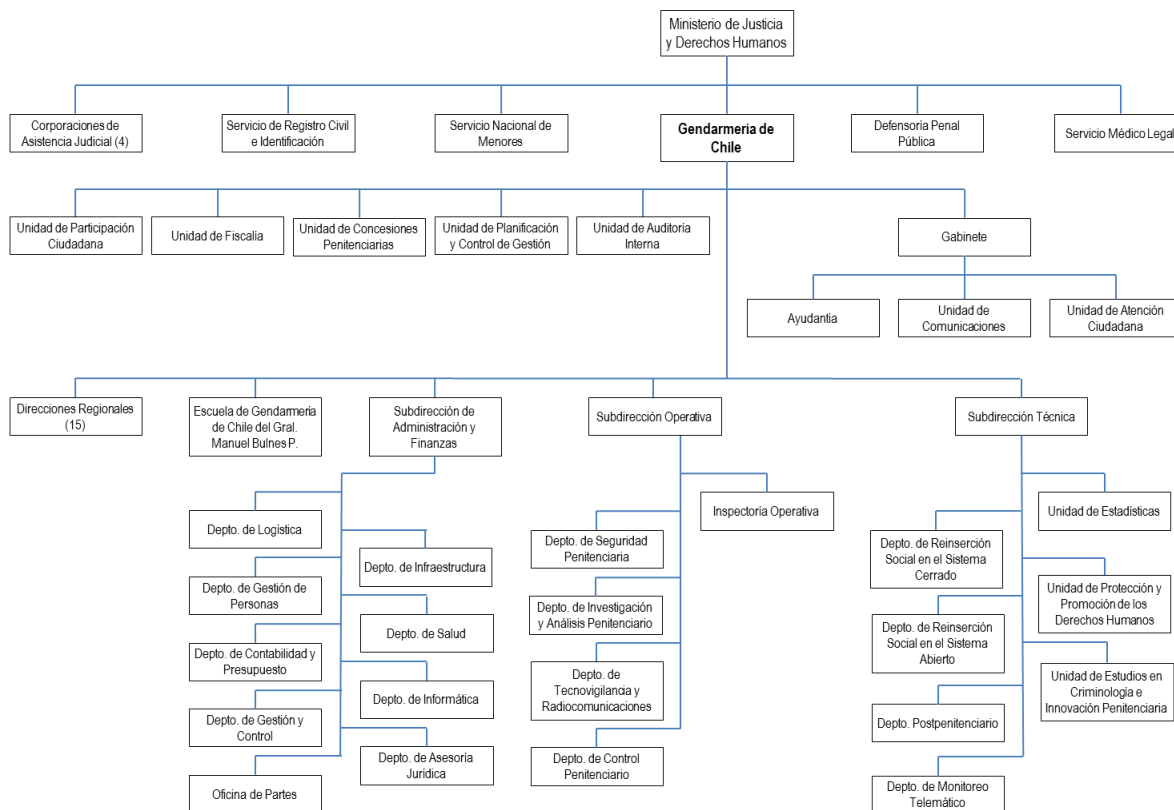 Ministerio de Justicia
y Derechos Humanos
Corporaciones de
Asistencia Judicial (4)
Servicio de Registro Civil
e Identificación
Servicio Nacional de
Menores
Gendarmería de
Chile
Defensoría Penal
Pública
Servicio Médico Legal
Unidad de Participación
Ciudadana
Unidad de Fiscalía
Unidad de Concesiones
Penitenciarias
Unidad de Planificación
y Control de Gestión
Unidad de Auditoría
Interna
Gabinete
Ayudantía
Unidad de
Comunicaciones
Unidad de Atención
Ciudadana
Direcciones Regionales
(15)
Escuela de Gendarmería
de Chile del Gral.
Manuel Bulnes P.
Subdirección de
Administración y
Finanzas
Subdirección Operativa
Subdirección Técnica
Depto. de Logística
Depto. de Infraestructura
Depto. de Gestión de
Personas
Depto. de Salud
Depto. de Contabilidad y
Presupuesto
Depto. de Informática
Depto. de Gestión y
Control
Depto. de Asesoría
Jurídica
Oficina de Partes
Inspectoría Operativa
Depto. de Seguridad
Penitenciaria
Depto. de Investigación
y Análisis Penitenciario
Depto. de
Tecnovigilancia y
Radiocomunicaciones
Depto. de Control
Penitenciario
Unidad de Estadísticas
Depto. de Reinserción
Social en el Sistema
Cerrado
Unidad de Protección y
Promoción de los
Derechos Humanos
Depto. de Reinserción
Social en el Sistema
Abierto
Unidad de Estudios en
Criminología e
Innovación Penitenciaria
Depto. Postpenitenciario
Depto. de Monitoreo
Telemático